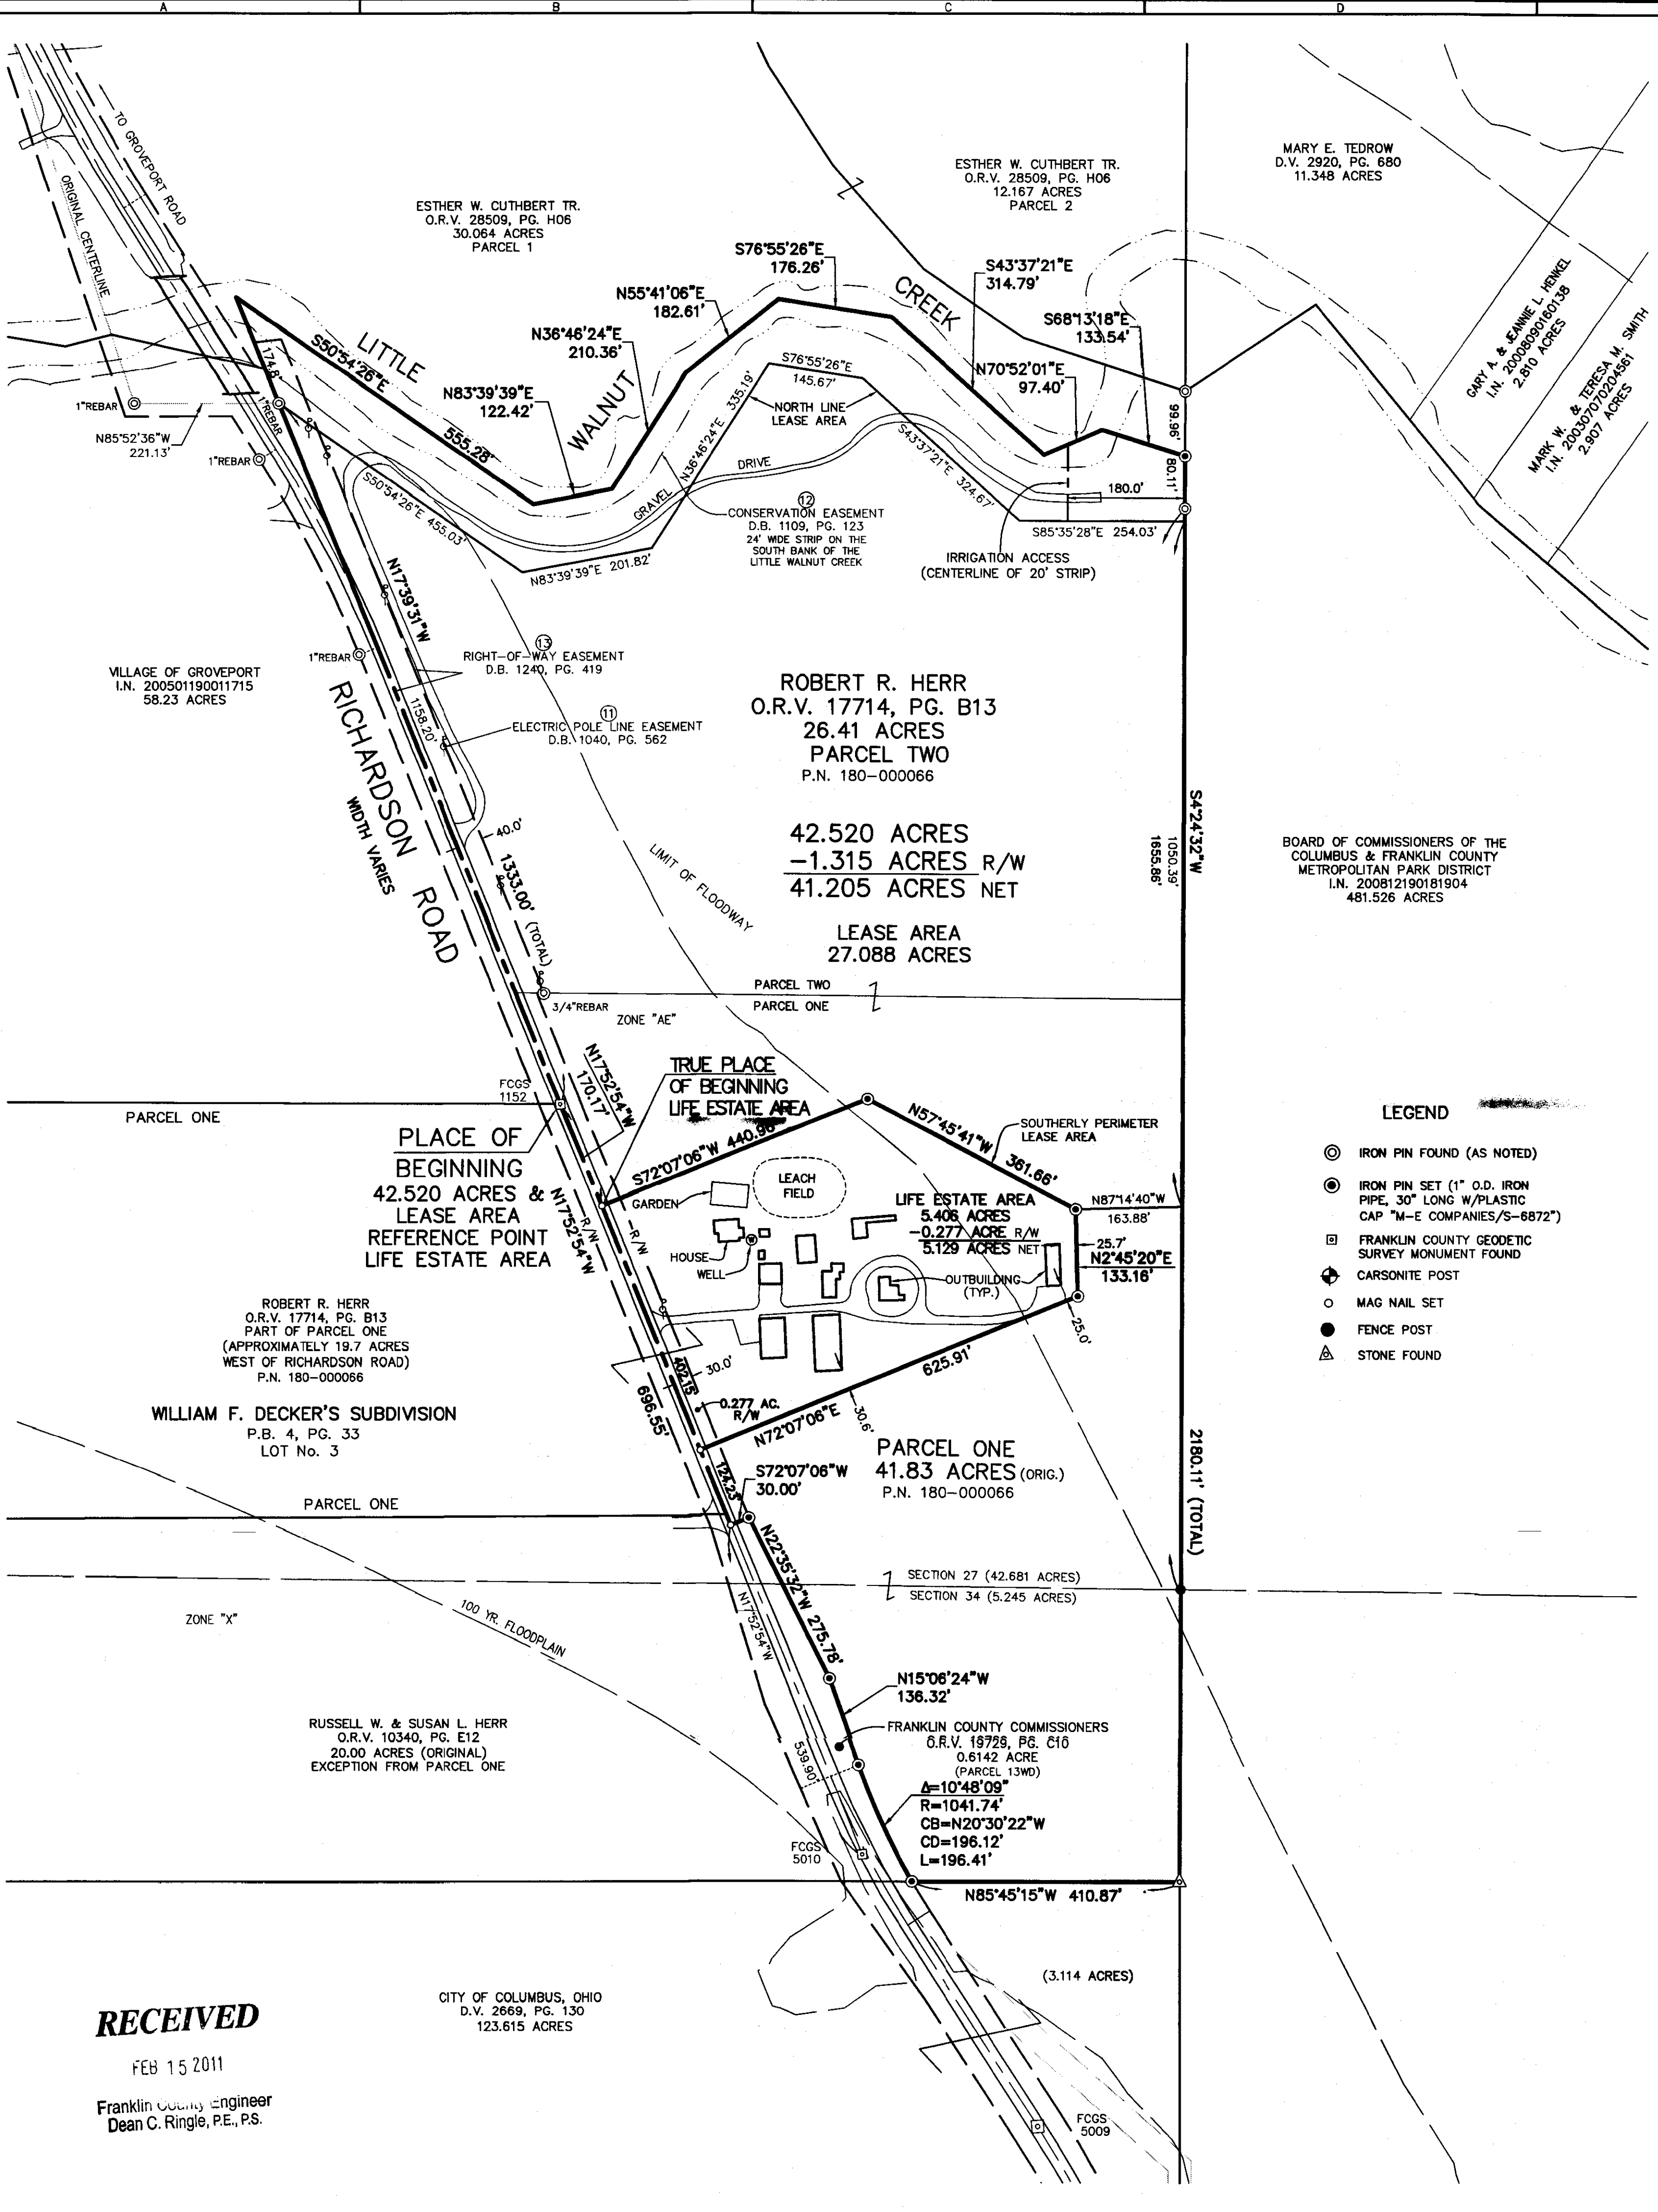 A
B
C
D
TO GROVEPORT ROAD
ORIGINAL CENTERLINE
ESTHER W. CUTHBERT TR.
O.R.V. 28509, PG. H06
30.064 ACRES
PARCEL 1
ESTHER W. CUTHBERT TR.
O.R.V. 28509, PG. H06
12.167 ACRES
PARCEL 2
MARY E. TEDROW
D.V. 2920, PG. 680
11.348 ACRES
GARY A. & JEANNIE L. HENKEL
I.N. 20008090160138
2.810 ACRES
MARK W. & TERESA M. SMITH
I.N. 200307070204561
2.907 ACRES
S76°55'26"E
176.26'
S43°37'21"E
314.79'
N55°41'06"E
182.61'
N36°46'24"E
210.36'
S68°13'18"E
133.54'
N70°52'01"E
97.40'
N83°39'39"E
122.42'
LITTLE
WALNUT
CREEK
S50°54'26"E
555.28'
174.8'
1"REBAR
1"REBAR
N85°52'36"W
221.13'
1"REBAR
S76°55'26"E
145.67'
NORTH LINE
LEASE AREA
N36°46'24"E 335.19'
S43°37'21"E 324.67'
99.96'
80.11'
180.0'
GRAVEL
DRIVE
S50°54'26"E 455.03'
N83°39'39"E 201.82'
S85°35'28"E 254.03'
12
CONSERVATION EASEMENT
D.B. 1109, PG. 123
24' WIDE STRIP ON THE
SOUTH BANK OF THE
LITTLE WALNUT CREEK
IRRIGATION ACCESS
(CENTERLINE OF 20' STRIP)
N17°39'31"W
1"REBAR
13
RIGHT-OF-WAY EASEMENT
D.B. 1240, PG. 419
11
ELECTRIC POLE LINE EASEMENT
D.B. 1040, PG. 562
1158.20'
VILLAGE OF GROVEPORT
I.N. 200501190011715
58.23 ACRES
RICHARDSON ROAD
WIDTH VARIES
ROBERT R. HERR
O.R.V. 17714, PG. B13
26.41 ACRES
PARCEL TWO
P.N. 180-000066
42.520 ACRES
-1.315 ACRES R/W
41.205 ACRES NET
LEASE AREA
27.088 ACRES
40.0'
1333.00' (TOTAL)
LIMIT OF FLOODWAY
S4°24'32"W
1050.39'
1655.86'
BOARD OF COMMISSIONERS OF THE
COLUMBUS & FRANKLIN COUNTY
METROPOLITAN PARK DISTRICT
I.N. 200812190181904
481.526 ACRES
PARCEL TWO
PARCEL ONE
3/4"REBAR
ZONE "AE"
N17°52'54"W
170.17'
TRUE PLACE
OF BEGINNING
LIFE ESTATE AREA
FCGS
1152
PARCEL ONE
PLACE OF
BEGINNING
42.520 ACRES &
LEASE AREA
REFERENCE POINT
LIFE ESTATE AREA
S72°07'06"W 440.96'
N57°45'41"W 361.66'
SOUTHERLY PERIMETER
LEASE AREA
LEACH
FIELD
GARDEN
HOUSE
WELL
LIFE ESTATE AREA
5.406 ACRES
-0.277 ACRE R/W
5.129 ACRES NET
OUTBUILDING
(TYP.)
N87°14'40"W
163.88'
25.7'
N2°45'20"E
133.16'
25.0'
R/W
R/W
N17°52'54"W
LEGEND
IRON PIN FOUND (AS NOTED)
IRON PIN SET (1" O.D. IRON
PIPE, 30" LONG W/PLASTIC
CAP "M-E COMPANIES/S-6872")
FRANKLIN COUNTY GEODETIC
SURVEY MONUMENT FOUND
CARSONITE POST
MAG NAIL SET
FENCE POST
STONE FOUND
ROBERT R. HERR
O.R.V. 17714, PG. B13
PART OF PARCEL ONE
(APPROXIMATELY 19.7 ACRES
WEST OF RICHARDSON ROAD)
P.N. 180-000066
WILLIAM F. DECKER'S SUBDIVISION
P.B. 4, PG. 33
LOT No. 3
402.15'
30.0'
696.55'
0.277 AC.
R/W
N72°07'06"E
625.91'
30.6'
PARCEL ONE
41.83 ACRES (ORIG.)
P.N. 180-000066
124.23'
S72°07'06"W
30.00'
2180.11' (TOTAL)
PARCEL ONE
N22°35'32"W 275.78'
SECTION 27 (42.681 ACRES)
SECTION 34 (5.245 ACRES)
ZONE "X"
100 YR. FLOODPLAIN
N17°52'54"W
N15°06'24"W
136.32'
FRANKLIN COUNTY COMMISSIONERS
O.R.V. 19729, PG. C10
0.6142 ACRE
(PARCEL 13WD)
RUSSELL W. & SUSAN L. HERR
O.R.V. 10340, PG. E12
20.00 ACRES (ORIGINAL)
EXCEPTION FROM PARCEL ONE
539.90'
Δ=10°48'09"
R=1041.74'
CB=N20°30'22"W
CD=196.12'
L=196.41'
FCGS
5010
N85°45'15"W 410.87'
(3.114 ACRES)
CITY OF COLUMBUS, OHIO
D.V. 2669, PG. 130
123.615 ACRES
RECEIVED
FEB 15 2011
Franklin County Engineer
Dean C. Ringle, P.E., P.S.
FCGS
5009